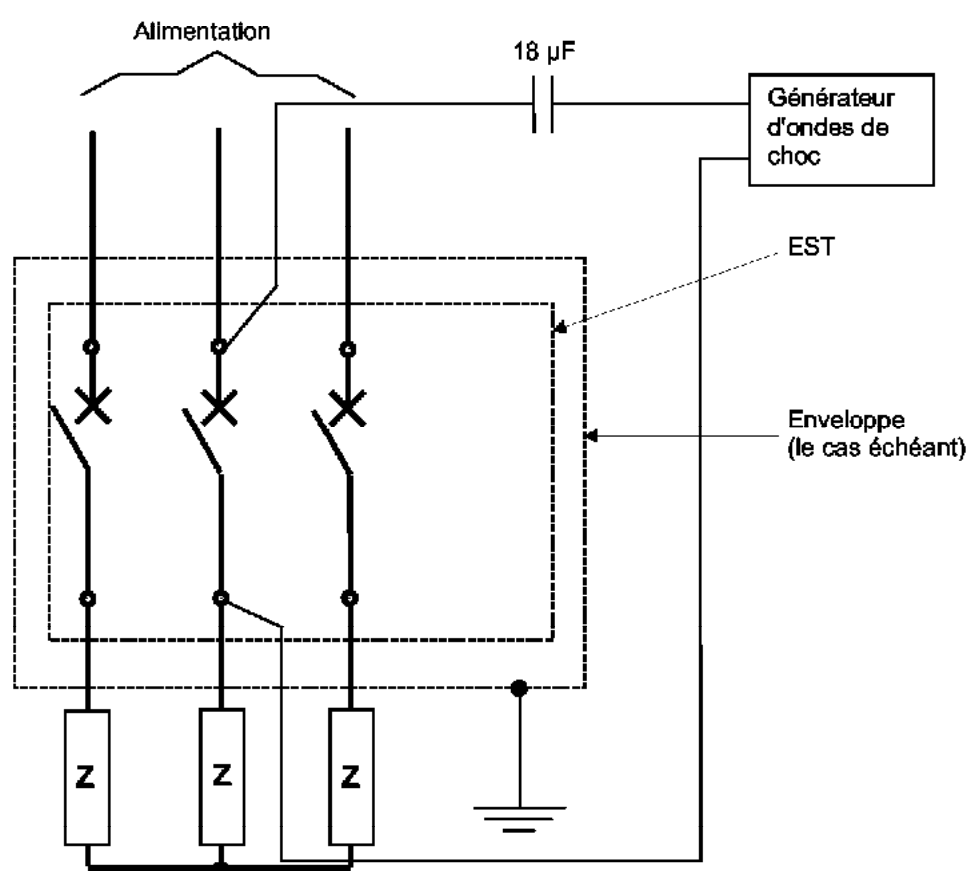 Alimentation
18 µF
Générateur
d'ondes de
choc
EST
Enveloppe
(le cas échéant)
Z
Z
Z